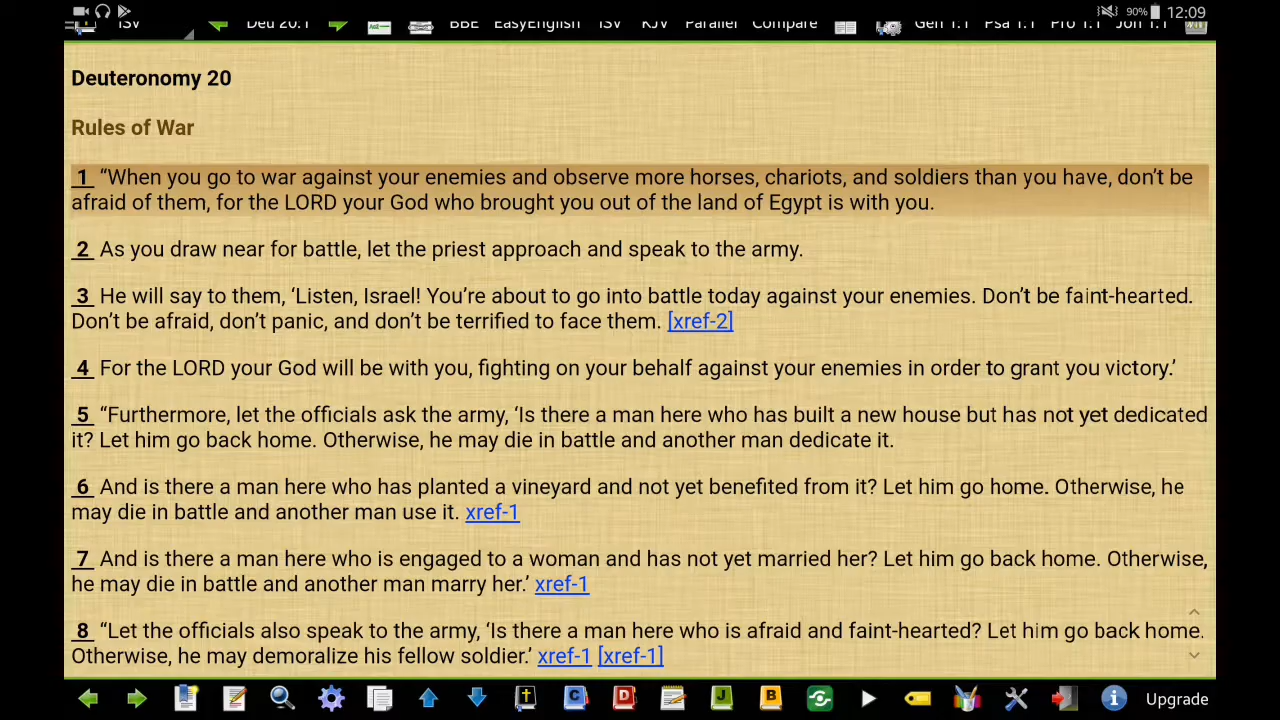 90% 12:09
ISV Deu 20:1 BBE EasyEnglish ISV KJV Parallel Compare Gen 1:1 Psa 1:1 Pro 1:1 Jon 1:1
Deuteronomy 20
Rules of War
1 “When you go to war against your enemies and observe more horses, chariots, and soldiers than you have, don’t be
afraid of them, for the LORD your God who brought you out of the land of Egypt is with you.
2 As you draw near for battle, let the priest approach and speak to the army.
3 He will say to them, ‘Listen, Israel! You’re about to go into battle today against your enemies. Don’t be faint-hearted.
Don’t be afraid, don’t panic, and don’t be terrified to face them. [xref-2]
4 For the LORD your God will be with you, fighting on your behalf against your enemies in order to grant you victory.’
5 “Furthermore, let the officials ask the army, ‘Is there a man here who has built a new house but has not yet dedicated
it? Let him go back home. Otherwise, he may die in battle and another man dedicate it.
6 And is there a man here who has planted a vineyard and not yet benefited from it? Let him go home. Otherwise, he
may die in battle and another man use it. xref-1
7 And is there a man here who is engaged to a woman and has not yet married her? Let him go back home. Otherwise,
he may die in battle and another man marry her.’ xref-1
8 “Let the officials also speak to the army, ‘Is there a man here who is afraid and faint-hearted? Let him go back home.
Otherwise, he may demoralize his fellow soldier.’ xref-1 [xref-1]
C D J B Upgrade